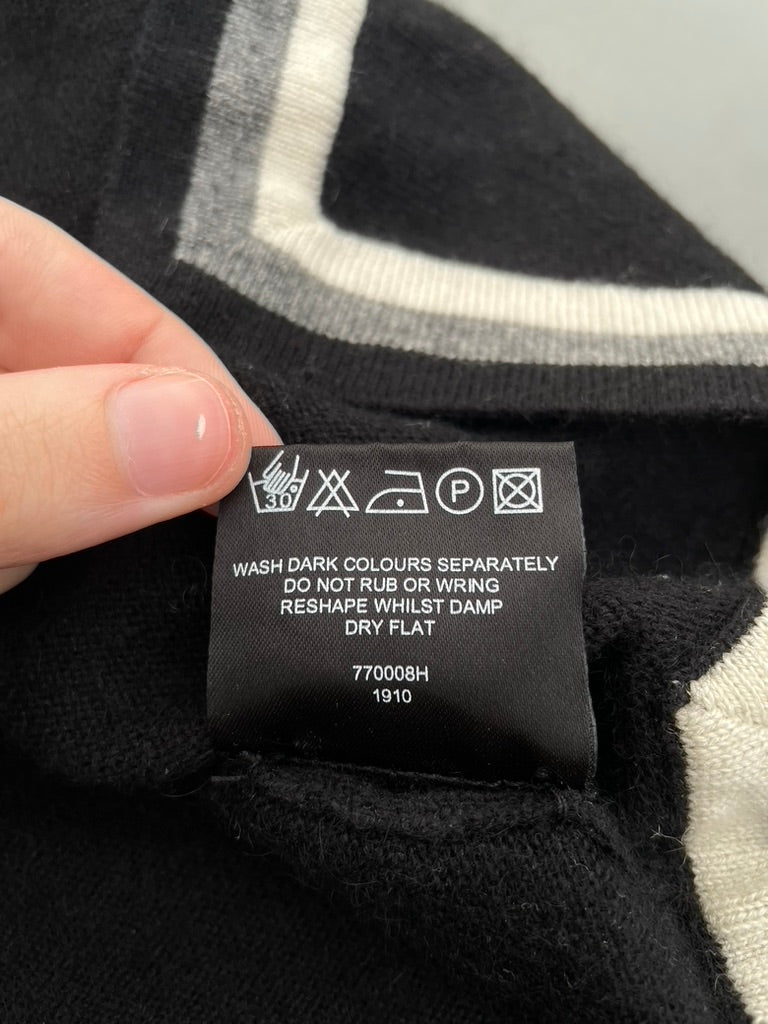 30°
P
WASH DARK COLOURS SEPARATELY
DO NOT RUB OR WRING
RESHAPE WHILST DAMP
DRY FLAT
770008H
1910